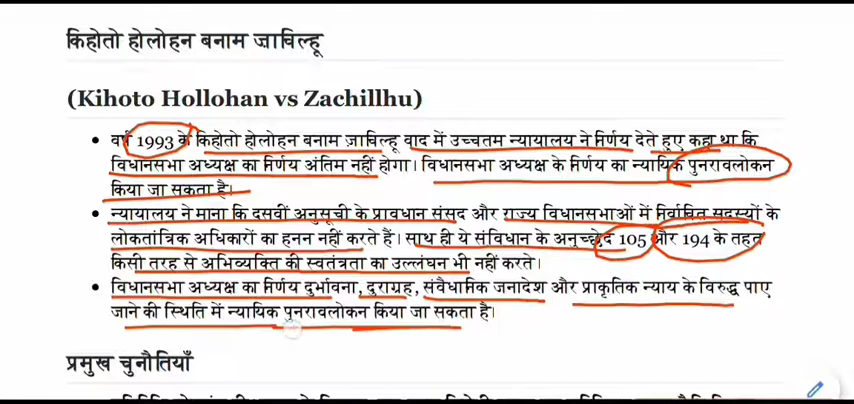 किहोतो होलोहन बनाम ज़ाचिल्हू
(Kihoto Hollohan vs Zachillhu)
• वर्ष 1993 के किहोतो होलोहन बनाम ज़ाचिल्हू वाद में उच्चतम न्यायालय ने निर्णय देते हुए कहा था कि
विधानसभा अध्यक्ष का निर्णय अंतिम नहीं होगा। विधानसभा अध्यक्ष के निर्णय का न्यायिक पुनरावलोकन
किया जा सकता है।
• न्यायालय ने माना कि दसवीं अनुसूची के प्रावधान संसद और राज्य विधानसभाओं में निर्वाचित सदस्यों के
लोकतांत्रिक अधिकारों का हनन नहीं करते हैं। साथ ही ये संविधान के अनुच्छेद 105 और 194 के तहत
किसी तरह से अभिव्यक्ति की स्वतंत्रता का उल्लंघन भी नहीं करते।
• विधानसभा अध्यक्ष का निर्णय दुर्भावना, दुराग्रह, संवैधानिक जनादेश और प्राकृतिक न्याय के विरुद्ध पाए
जाने की स्थिति में न्यायिक पुनरावलोकन किया जा सकता है।
प्रमुख चुनौतियाँ